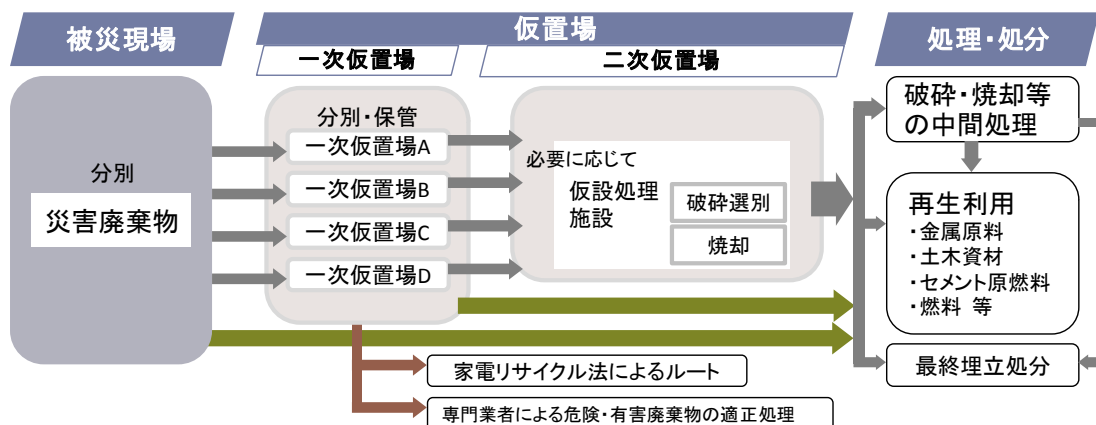 被災現場
仮置場
処理・処分
一次仮置場
二次仮置場
分別
災害廃棄物
分別・保管
一次仮置場A
一次仮置場B
一次仮置場C
一次仮置場D
必要に応じて
仮設処理
施設
破砕選別
焼却
破砕・焼却等
の中間処理
再生利用
・金属原料
・土木資材
・セメント原燃料
・燃料 等
最終埋立処分
家電リサイクル法によるルート
専門業者による危険・有害廃棄物の適正処理